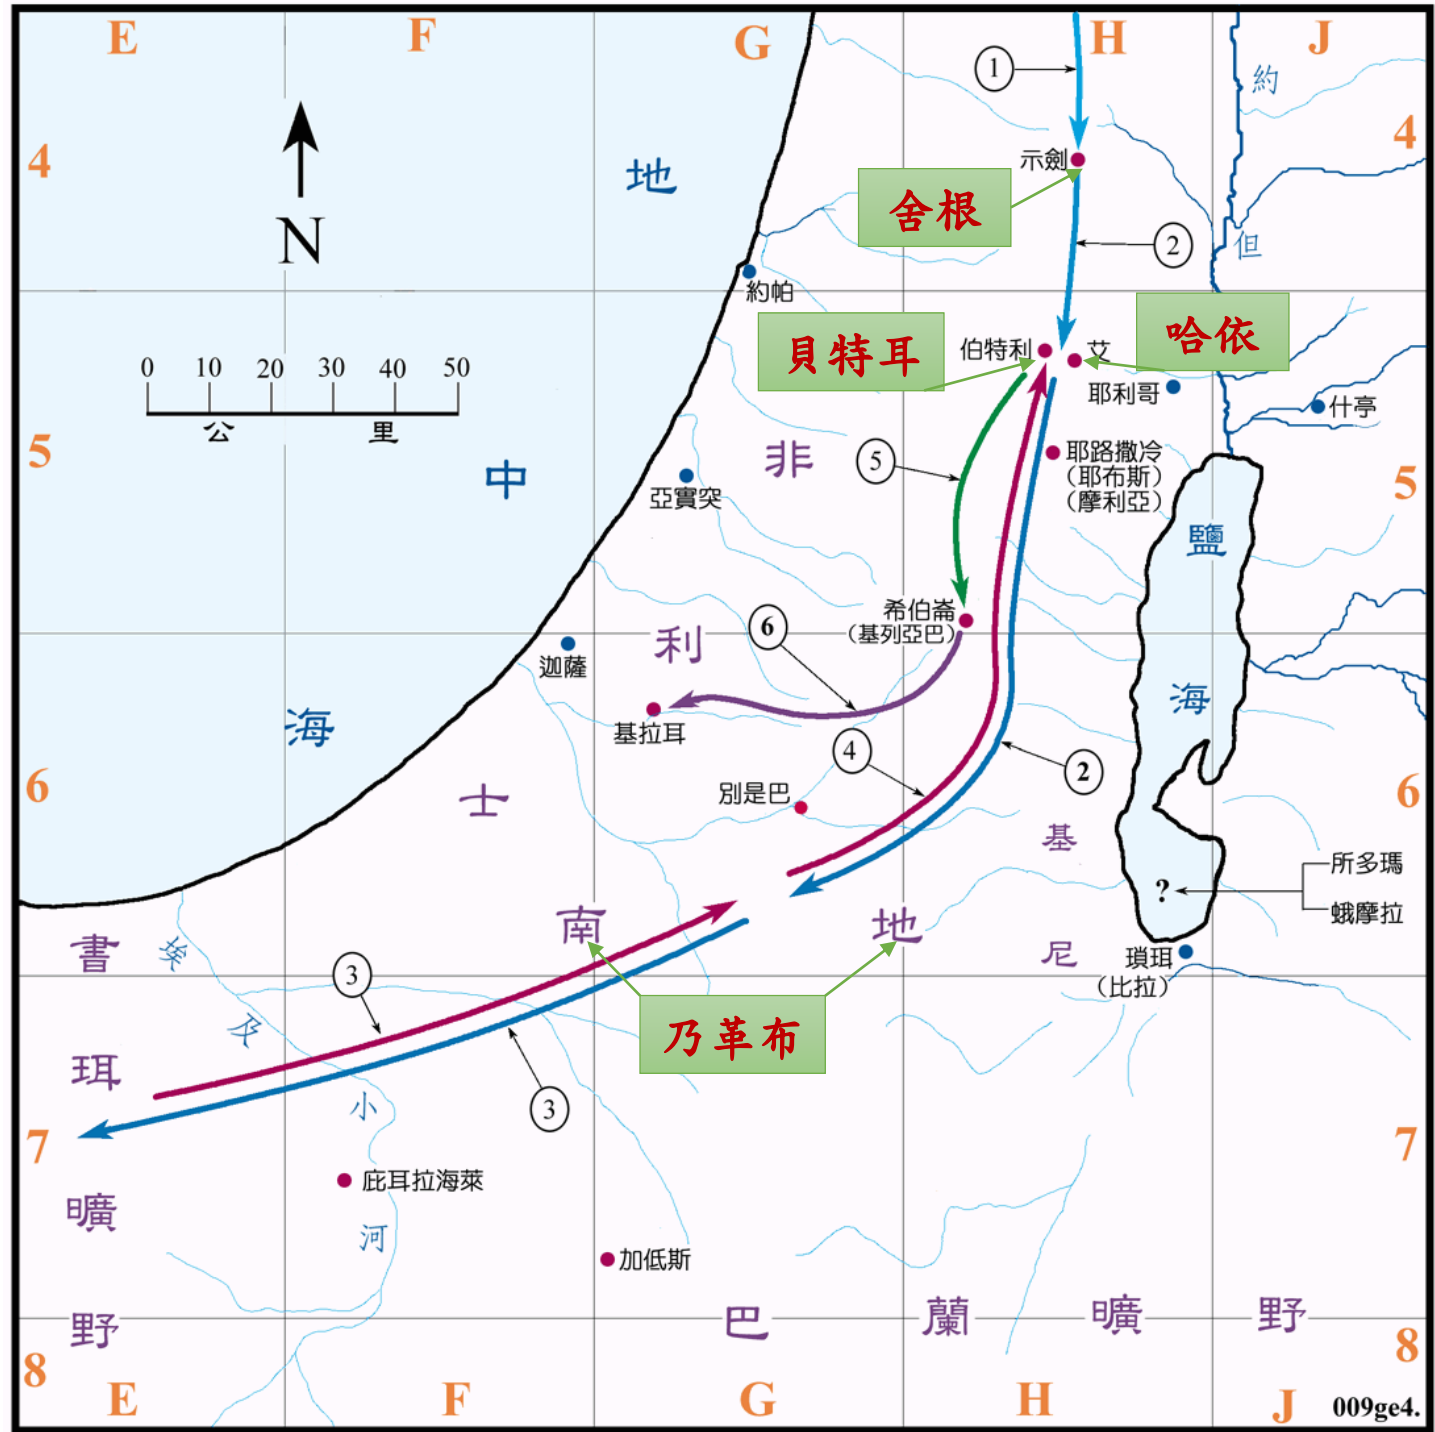 E F G H J
4
4
N
地
中
海
①
約
但
示劍
舍根
②
約帕
0 10 20 30 40 50
公 里
貝特耳
伯特利
艾
哈依
耶利哥
什亭
5
5
非
利
士
⑤
亞實突
耶路撒冷
(耶布斯)
(摩利亞)
鹽
海
希伯崙
(基列亞巴)
⑥
迦薩
基拉耳
④
②
別是巴
6
6
基
尼
?
所多瑪
蛾摩拉
瑣珥
(比拉)
南
地
乃革布
書
珥
曠
野
埃
及
小
河
③
③
7
7
庇耳拉海萊
加低斯
巴 蘭 曠 野
8
8
E F G H J
009ge4.